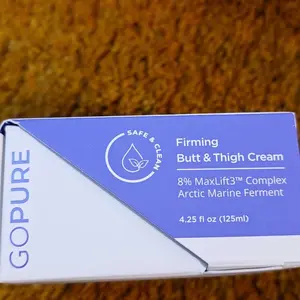 GOPURE
SAFE & CLEAN
Firming
Butt & Thigh Cream
8% MaxLift3™ Complex
Arctic Marine Ferment
4.25 fl oz (125ml)